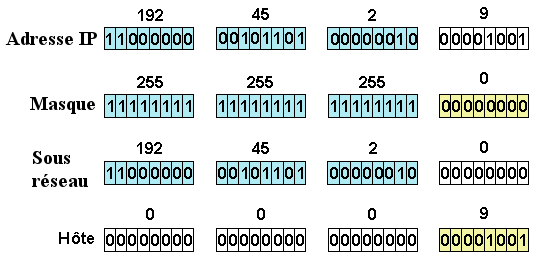 192 45 2 9
Adresse IP 11000000 00101101 00000010 00001001
255 255 255 0
Masque 11111111 11111111 11111111 00000000
192 45 2 0
Sous
réseau 11000000 00101101 00000010 00000000
0 0 0 9
Hôte 00000000 00000000 00000000 00001001